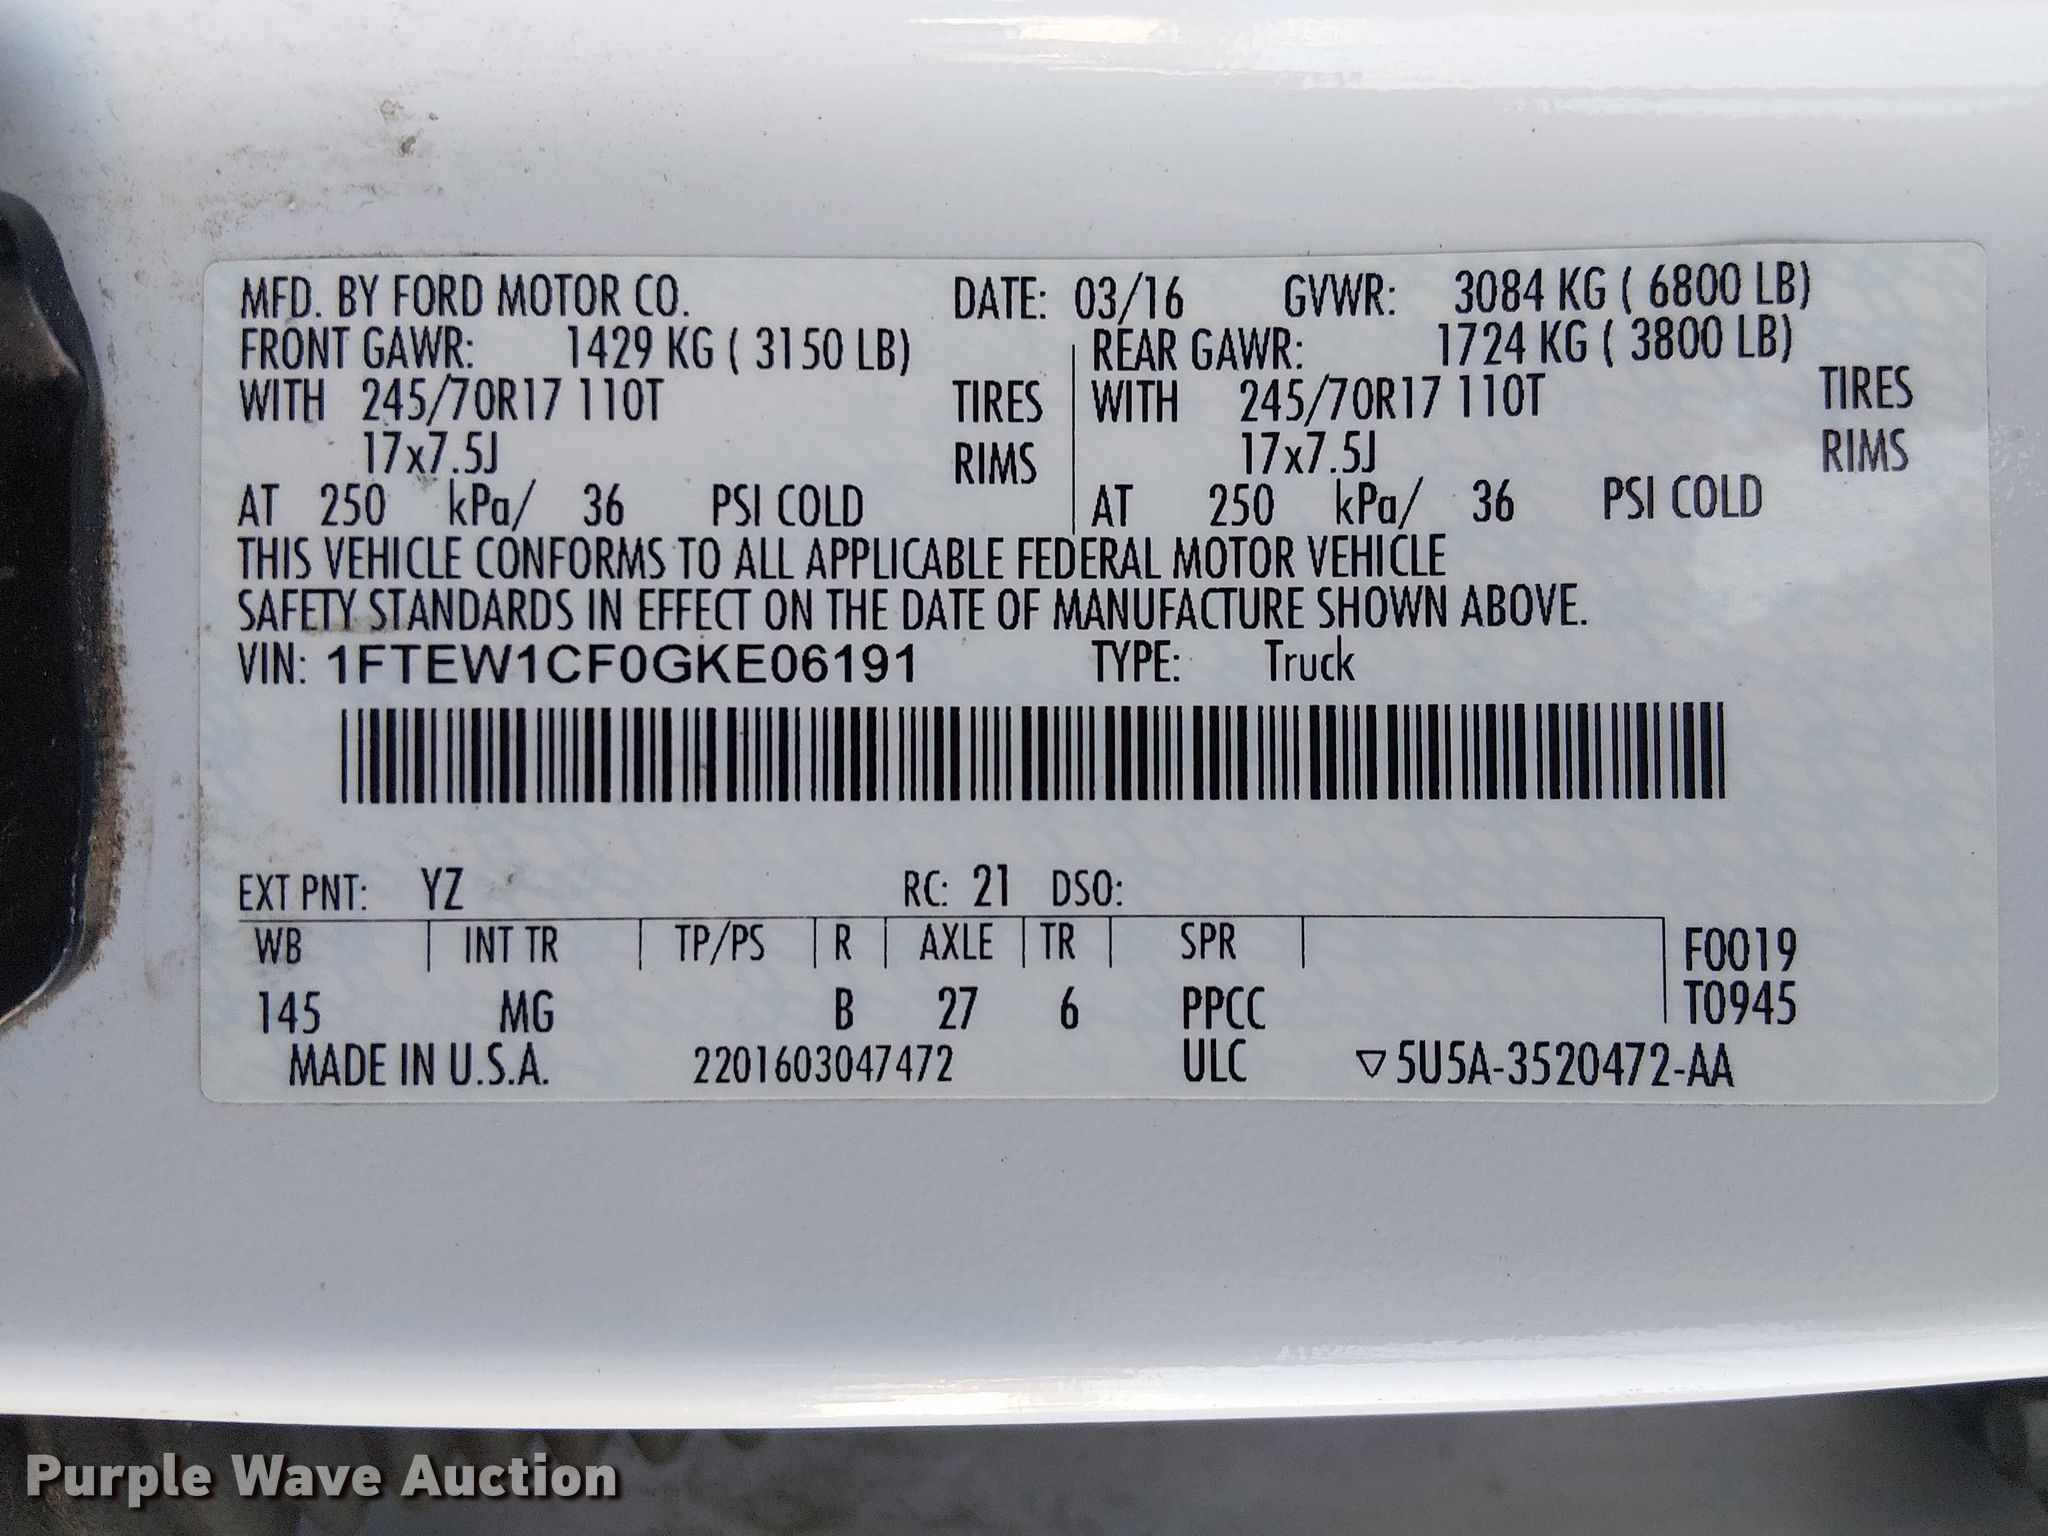 MFD. BY FORD MOTOR CO. DATE: 03/16 GVWR: 3084 KG ( 6800 LB)
FRONT GAWR: 1429 KG ( 3150 LB) REAR GAWR: 1724 KG ( 3800 LB)
WITH 245/70R17 110T TIRES WITH 245/70R17 110T TIRES
17x7.5J RIMS 17x7.5J RIMS
AT 250 kPa/ 36 PSI COLD AT 250 kPa/ 36 PSI COLD
THIS VEHICLE CONFORMS TO ALL APPLICABLE FEDERAL MOTOR VEHICLE
SAFETY STANDARDS IN EFFECT ON THE DATE OF MANUFACTURE SHOWN ABOVE.
VIN: 1FTEW1CF0GKE06191 TYPE: Truck
EXT PNT: YZ RC: 21 DSO:
WB INT TR TP/PS R AXLE TR SPR F0019
145 MG B 27 6 PPCC T0945
MADE IN U.S.A. 2201603047472 ULC ▽5U5A-3520472-AA
Purple Wave Auction